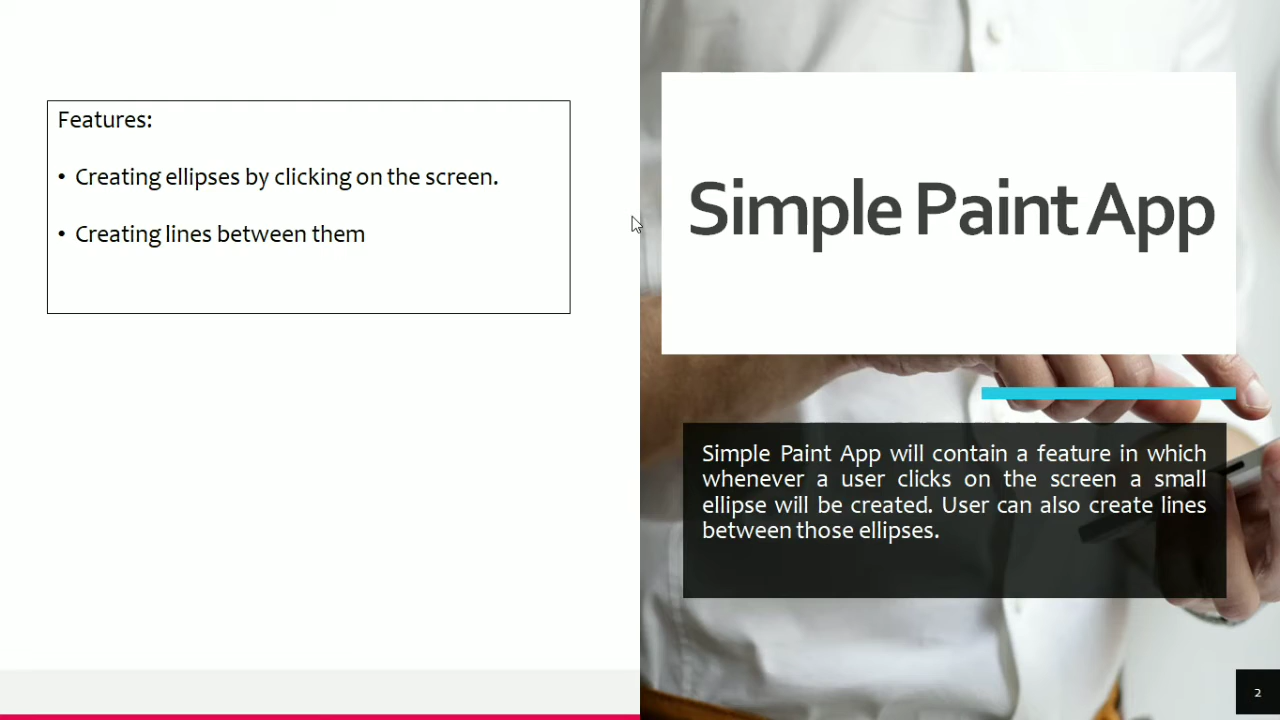 Features:
• Creating ellipses by clicking on the screen.
• Creating lines between them
Simple Paint App
Simple Paint App will contain a feature in which
whenever a user clicks on the screen a small
ellipse will be created. User can also create lines
between those ellipses.
2